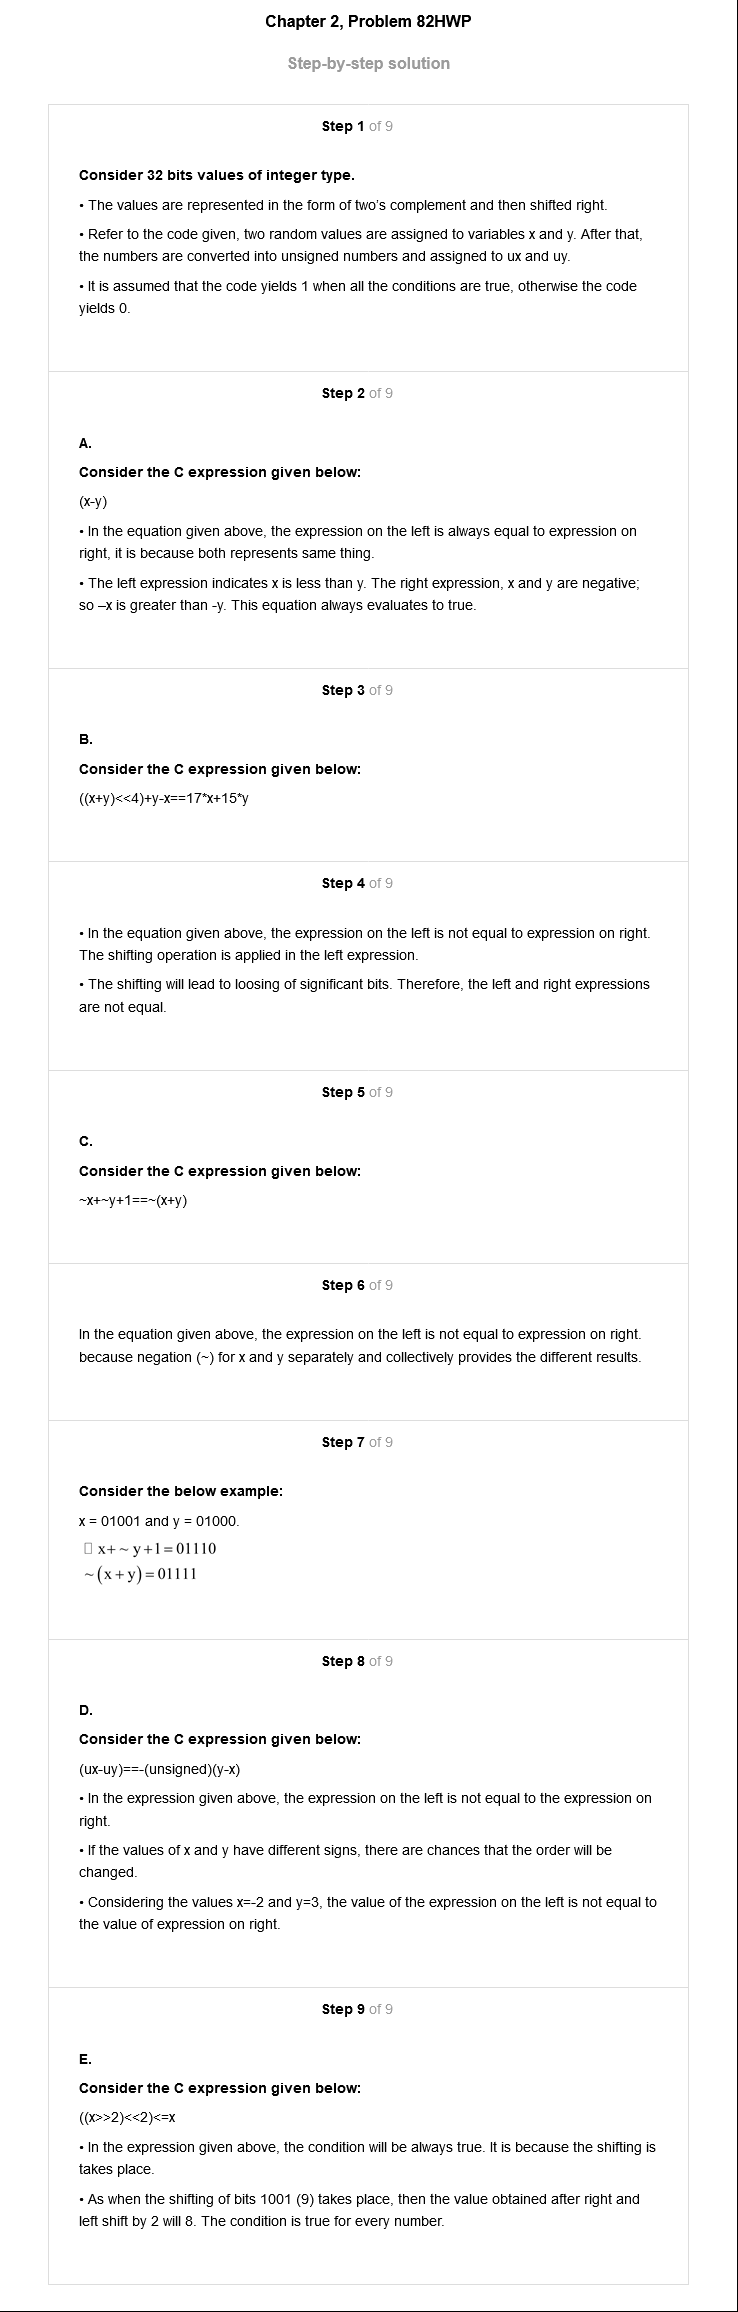 Chapter 2, Problem 82HWP
Step-by-step solution
Step 1 of 9
Consider 32 bits values of integer type.
• The values are represented in the form of two's complement and then shifted right.
• Refer to the code given, two random values are assigned to variables x and y. After that,
the numbers are converted into unsigned numbers and assigned to ux and uy.
• It is assumed that the code yields 1 when all the conditions are true, otherwise the code
yields 0.
Step 2 of 9
A.
Consider the C expression given below:
(x-y)
• In the equation given above, the expression on the left is always equal to expression on
right, it is because both represents same thing.
• The left expression indicates x is less than y. The right expression, x and y are negative;
so –x is greater than -y. This equation always evaluates to true.
Step 3 of 9
B.
Consider the C expression given below:
((x+y)<<4)+y-x==17*x+15*y
Step 4 of 9
• In the equation given above, the expression on the left is not equal to expression on right.
The shifting operation is applied in the left expression.
• The shifting will lead to loosing of significant bits. Therefore, the left and right expressions
are not equal.
Step 5 of 9
C.
Consider the C expression given below:
~x+~y+1==~(x+y)
Step 6 of 9
In the equation given above, the expression on the left is not equal to expression on right.
because negation (~) for x and y separately and collectively provides the different results.
Step 7 of 9
Consider the below example:
x = 01001 and y = 01000.
□ x+ ~ y+1=01110
~(x+y)=01111
Step 8 of 9
D.
Consider the C expression given below:
(ux-uy)==-(unsigned)(y-x)
• In the expression given above, the expression on the left is not equal to the expression on
right.
• If the values of x and y have different signs, there are chances that the order will be
changed.
• Considering the values x=-2 and y=3, the value of the expression on the left is not equal to
the value of expression on right.
Step 9 of 9
E.
Consider the C expression given below:
((x>>2)<<2)<=x
• In the expression given above, the condition will be always true. It is because the shifting is
takes place.
• As when the shifting of bits 1001 (9) takes place, then the value obtained after right and
left shift by 2 will 8. The condition is true for every number.